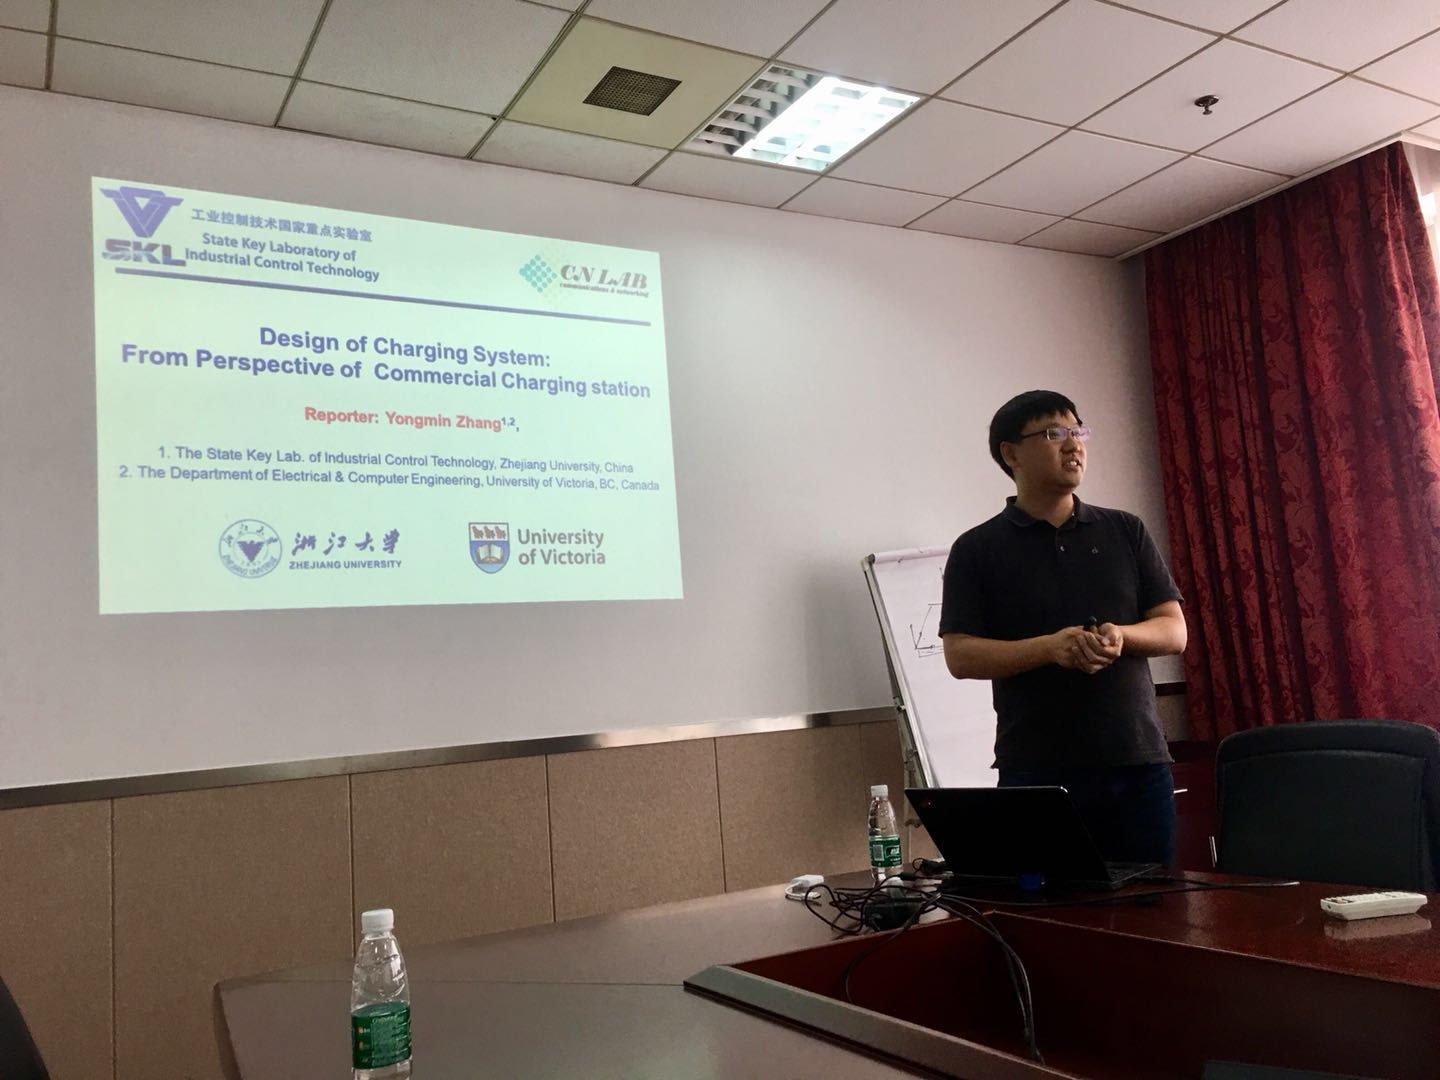 工业控制技术国家重点实验室
State Key Laboratory of
Industrial Control Technology
SKL
CN LAB
communications & networking
Design of Charging System:
From Perspective of Commercial Charging station
Reporter: Yongmin Zhang1,2,
1. The State Key Lab. of Industrial Control Technology, Zhejiang University, China
2. The Department of Electrical & Computer Engineering, University of Victoria, BC, Canada
浙江大学
ZHEJIANG UNIVERSITY
University
of Victoria